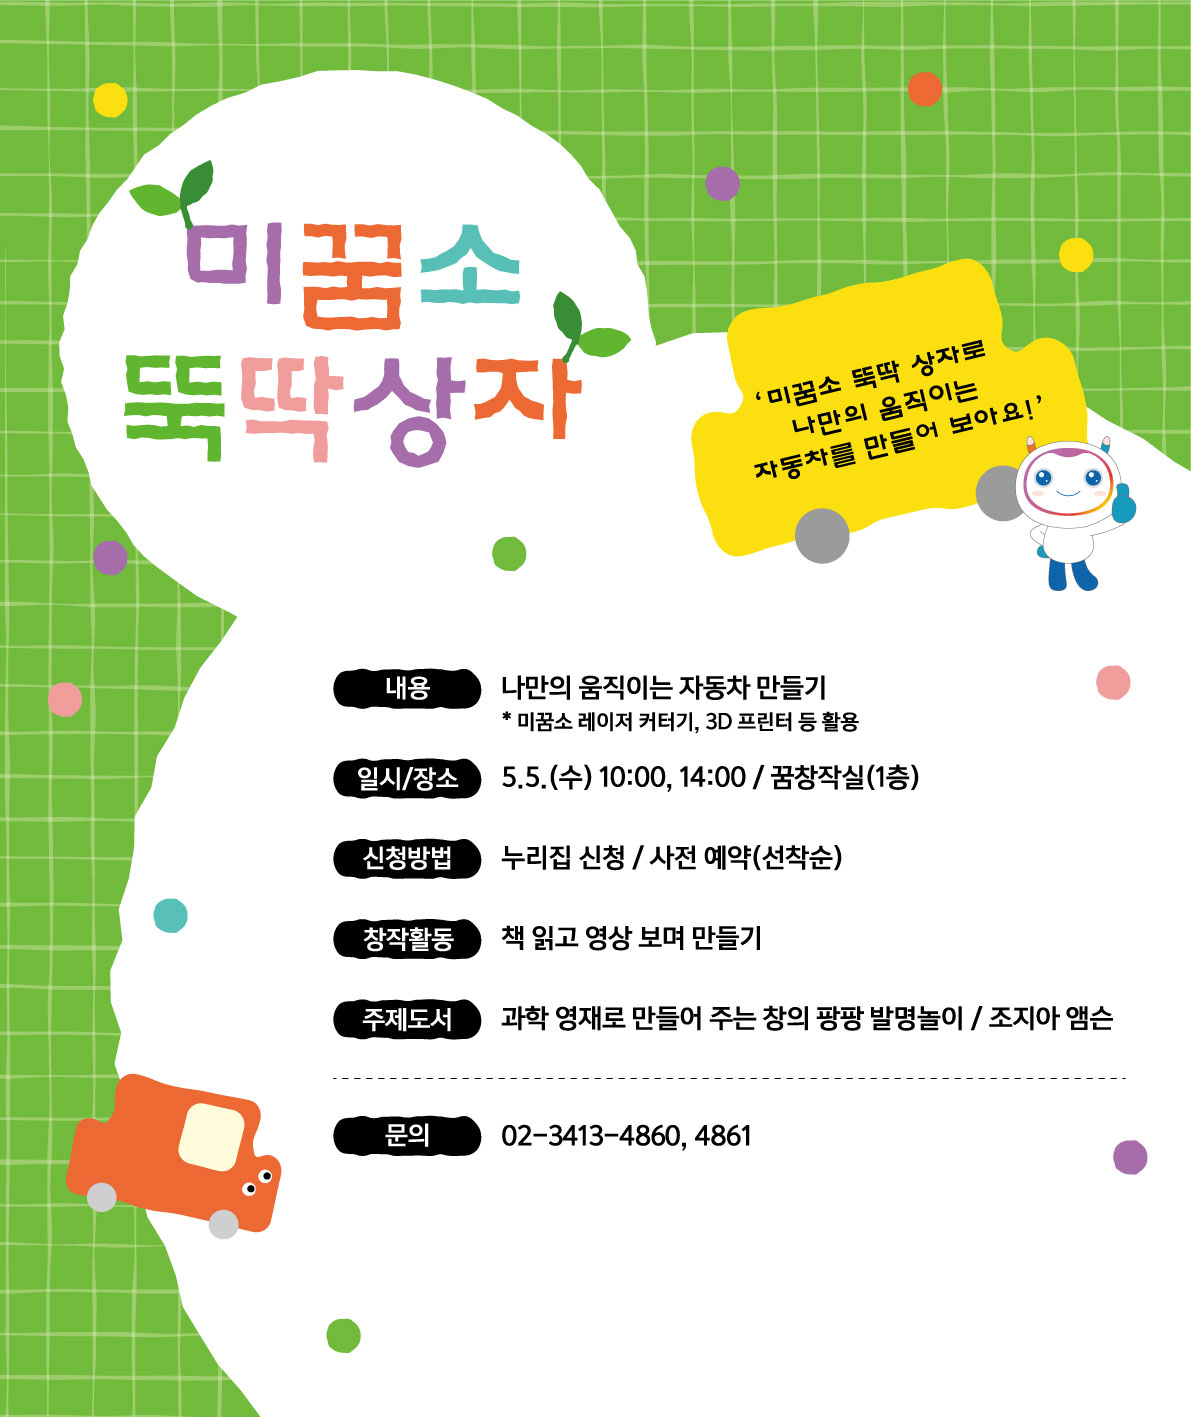 미꿈소
뚝딱상자
‘미꿈소 뚝딱 상자로
나만의 움직이는
자동차를 만들어 보아요!’
내용 나만의 움직이는 자동차 만들기
* 미꿈소 레이저 커터기, 3D 프린터 등 활용
일시/장소 5.5.(수) 10:00, 14:00 / 꿈창작실(1층)
신청방법 누리집 신청 / 사전 예약(선착순)
창작활동 책 읽고 영상 보며 만들기
주제도서 과학 영재로 만들어 주는 창의 팡팡 발명놀이 / 조지아 앰슨
문의 02-3413-4860, 4861